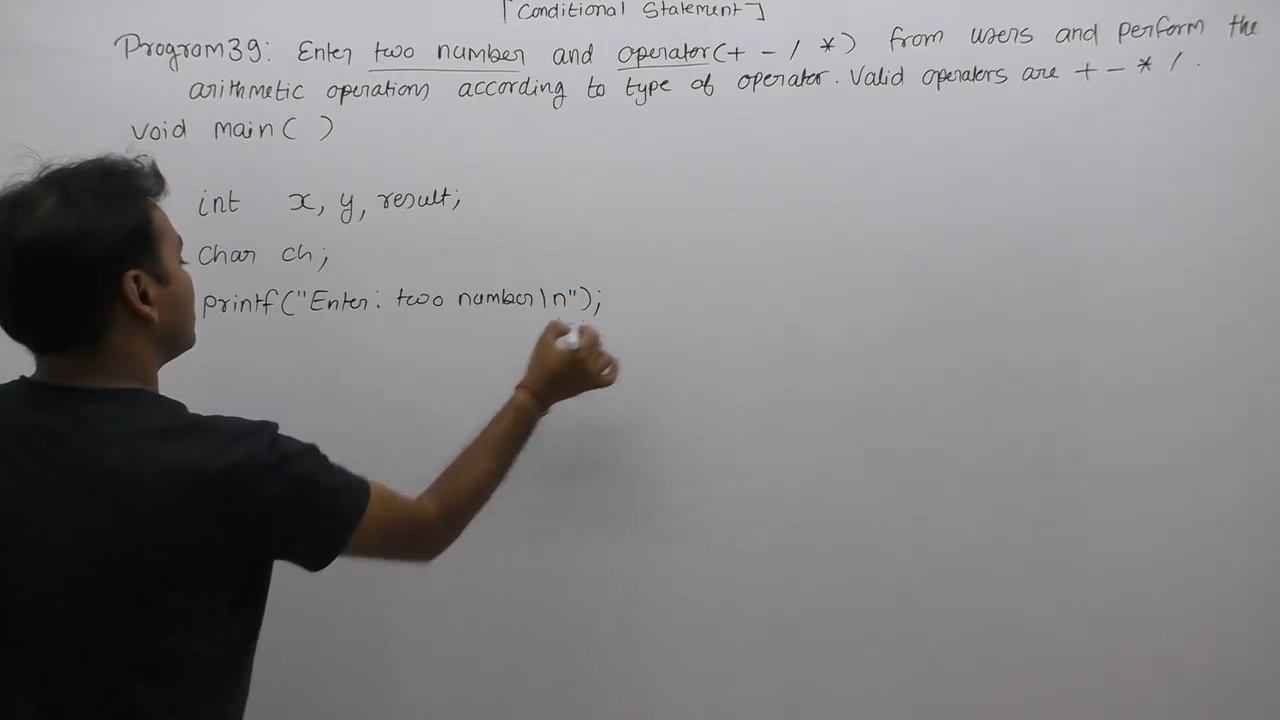 [Conditional Statement]
Program39: Enter two number and operator(+ - / *) from users and perform the
arithmetic operations according to type of operator. Valid operators are + - * / .
void main( )
{
int x, y, result;
char ch;
printf("Enter: two number\n");